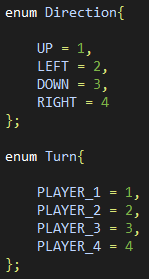 enum Direction{
UP = 1,
LEFT = 2,
DOWN = 3,
RIGHT = 4
};
enum Turn{
PLAYER_1 = 1,
PLAYER_2 = 2,
PLAYER_3 = 3,
PLAYER_4 = 4
};